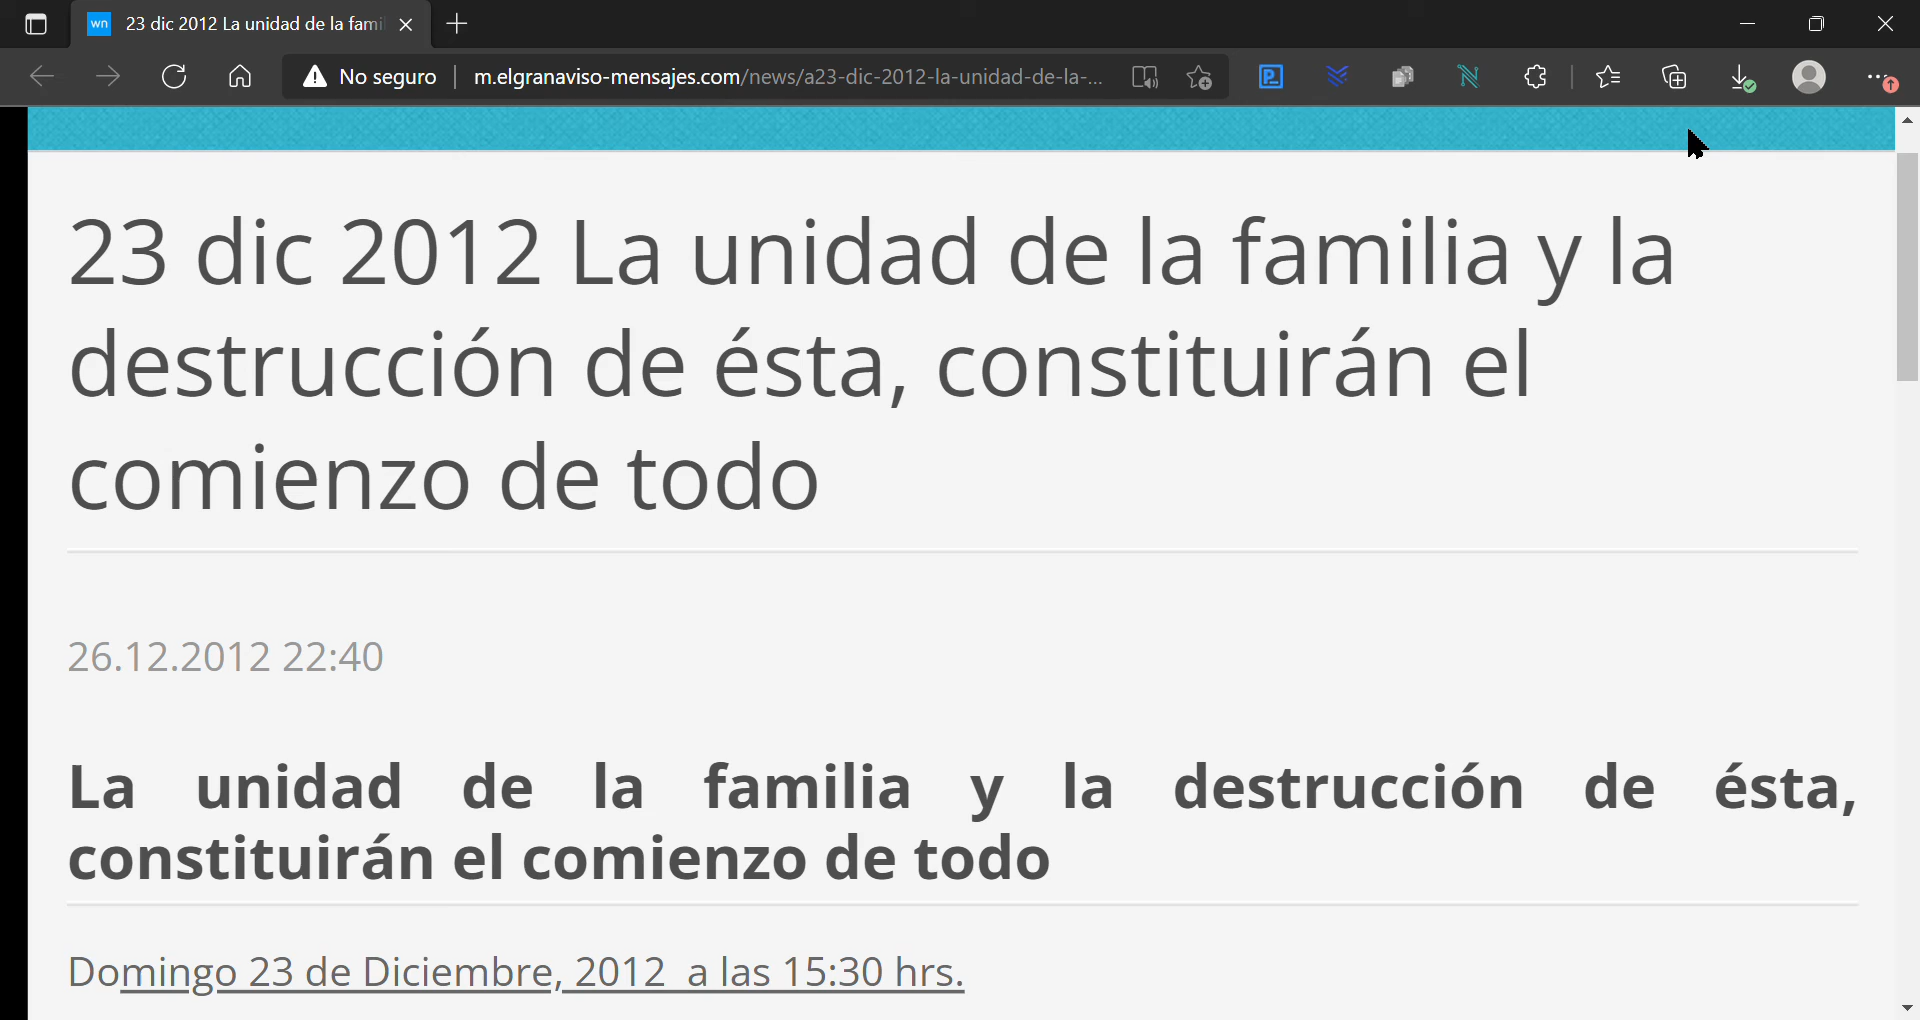 wn 23 dic 2012 La unidad de la fami
No seguro m.elgranaviso-mensajes.com/news/a23-dic-2012-la-unidad-de-la-...
23 dic 2012 La unidad de la familia y la
destrucción de ésta, constituirán el
comienzo de todo
26.12.2012 22:40
La unidad de la familia y la destrucción de ésta,
constituirán el comienzo de todo
Domingo 23 de Diciembre, 2012 a las 15:30 hrs.